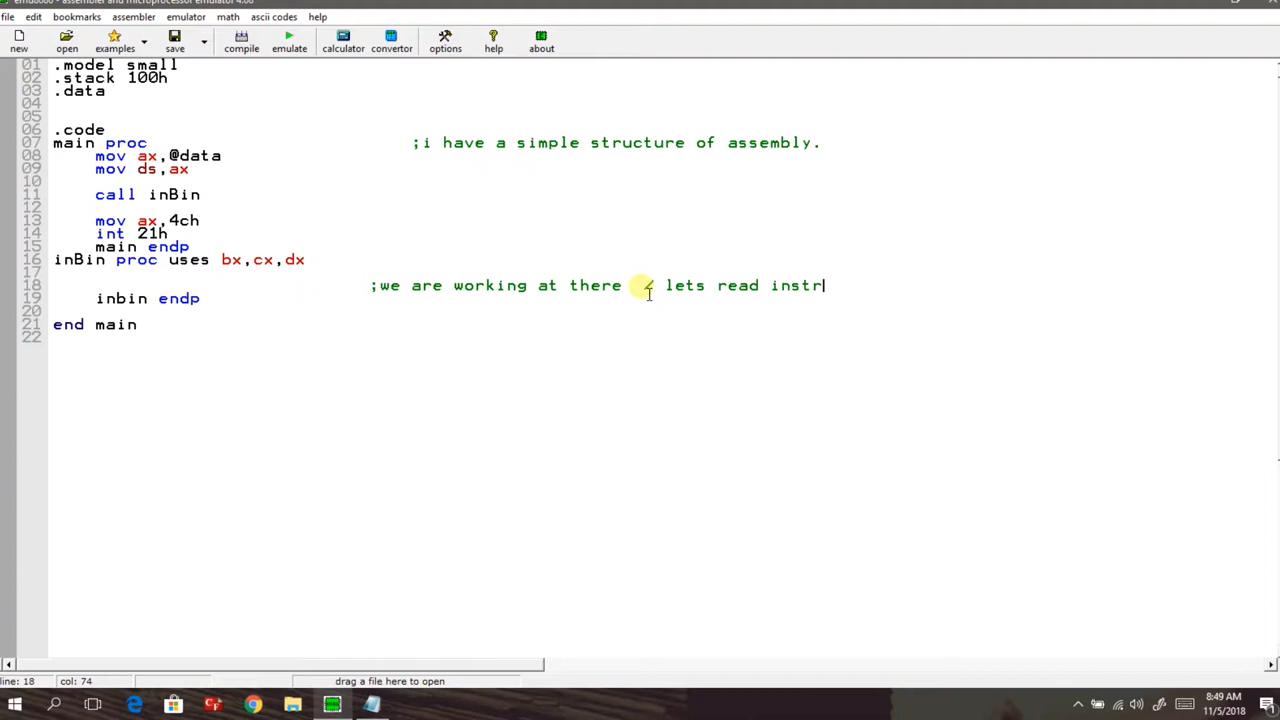 emu8086 - assembler and microprocessor emulator 4.08
file edit bookmarks assembler emulator math ascii codes help
new open examples save compile emulate calculator convertor options help about
01 .model small
02 .stack 100h
03 .data
04
05
06 .code
07 main proc ;i have a simple structure of assembly.
08 mov ax,@data
09 mov ds,ax
10
11 call inBin
12
13 mov ax,4ch
14 int 21h
15 main endp
16 inBin proc uses bx,cx,dx
17
18 ;we are working at there lets read instr
19 inbin endp
20
21 end main
22
line: 18 col: 74 drag a file here to open
8:49 AM
11/5/2018